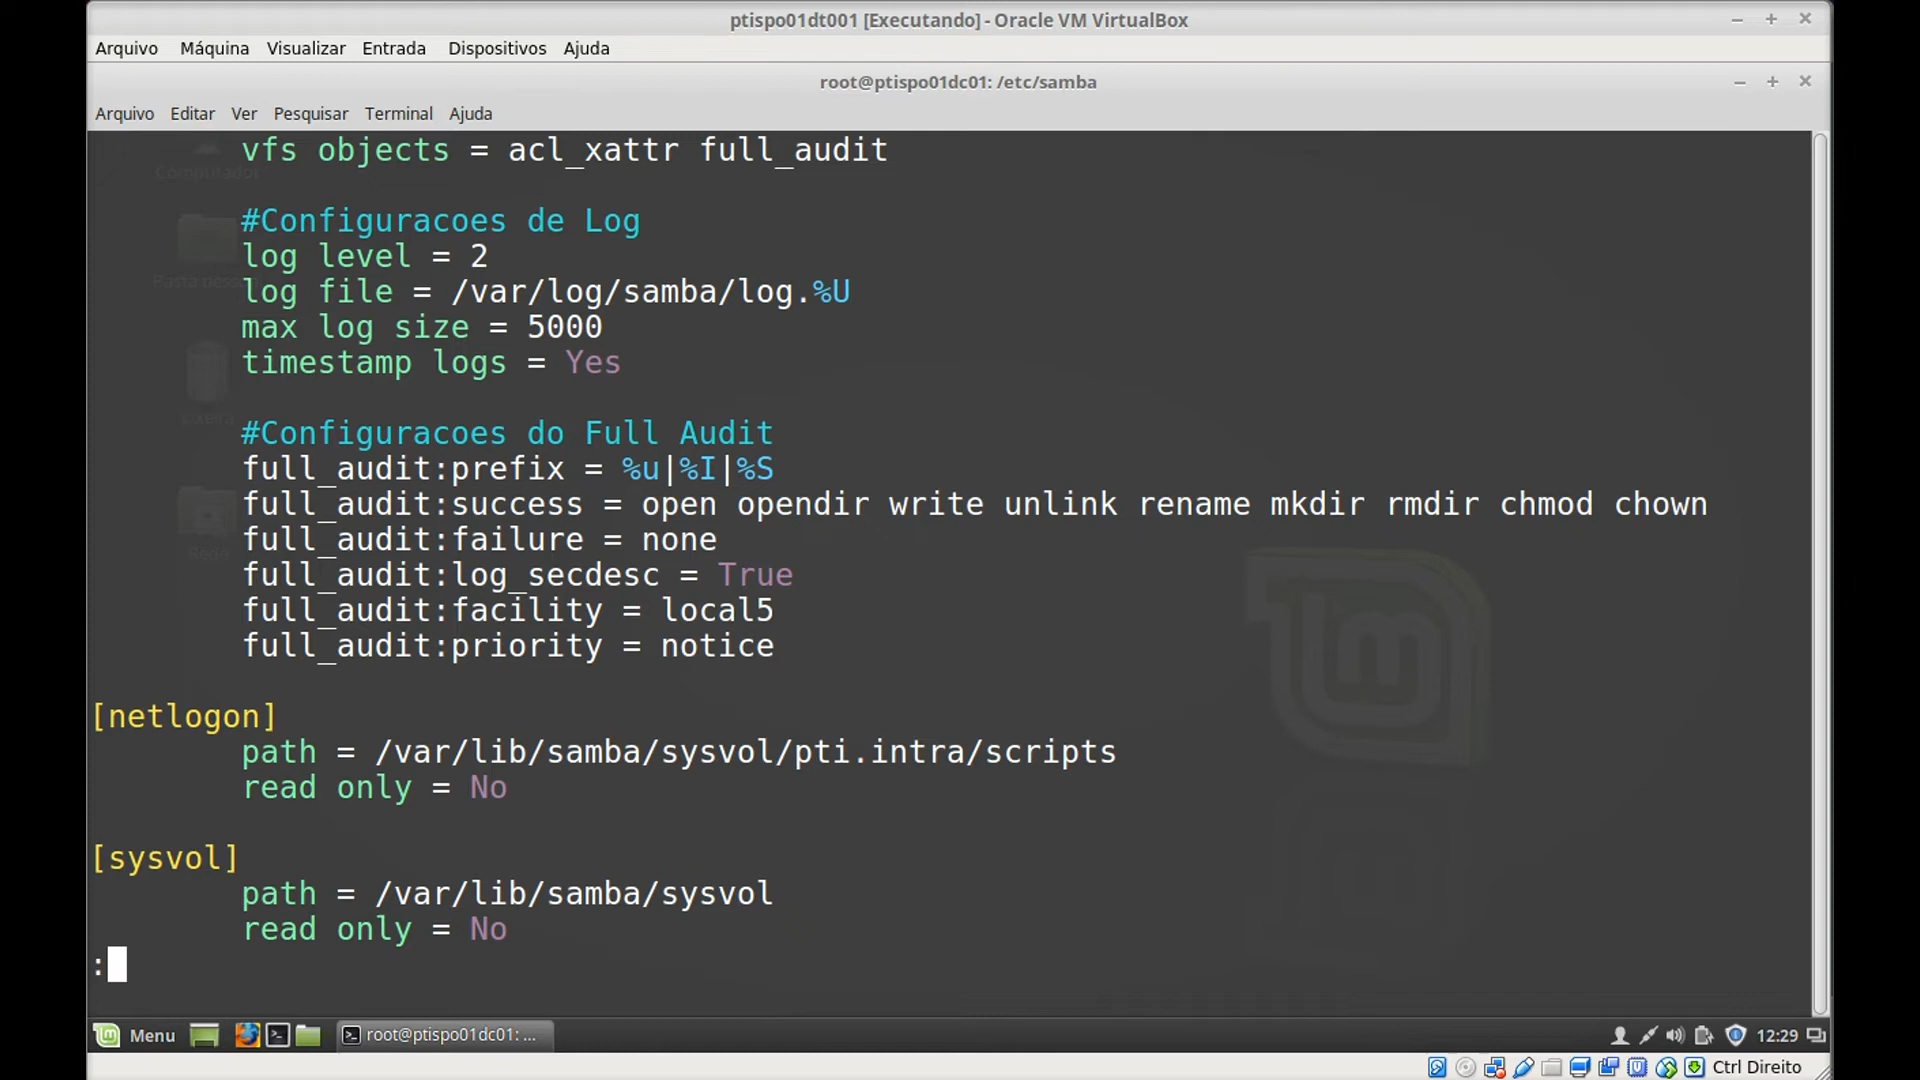 ptispo01dt001 [Executando] - Oracle VM VirtualBox
Arquivo Máquina Visualizar Entrada Dispositivos Ajuda
root@ptispo01dc01: /etc/samba
Arquivo Editar Ver Pesquisar Terminal Ajuda
vfs objects = acl_xattr full_audit
Computador
#Configuracoes de Log
log level = 2
log file = /var/log/samba/log.%U
max log size = 5000
timestamp logs = Yes
Lixeira
#Configuracoes do Full Audit
full_audit:prefix = %u|%I|%S
full_audit:success = open opendir write unlink rename mkdir rmdir chmod chown
full_audit:failure = none
Rede
full_audit:log_secdesc = True
full_audit:facility = local5
full_audit:priority = notice
[netlogon]
path = /var/lib/samba/sysvol/pti.intra/scripts
read only = No
[sysvol]
path = /var/lib/samba/sysvol
read only = No
:
Menu root@ptispo01dc01: ... 12:29
Ctrl Direito